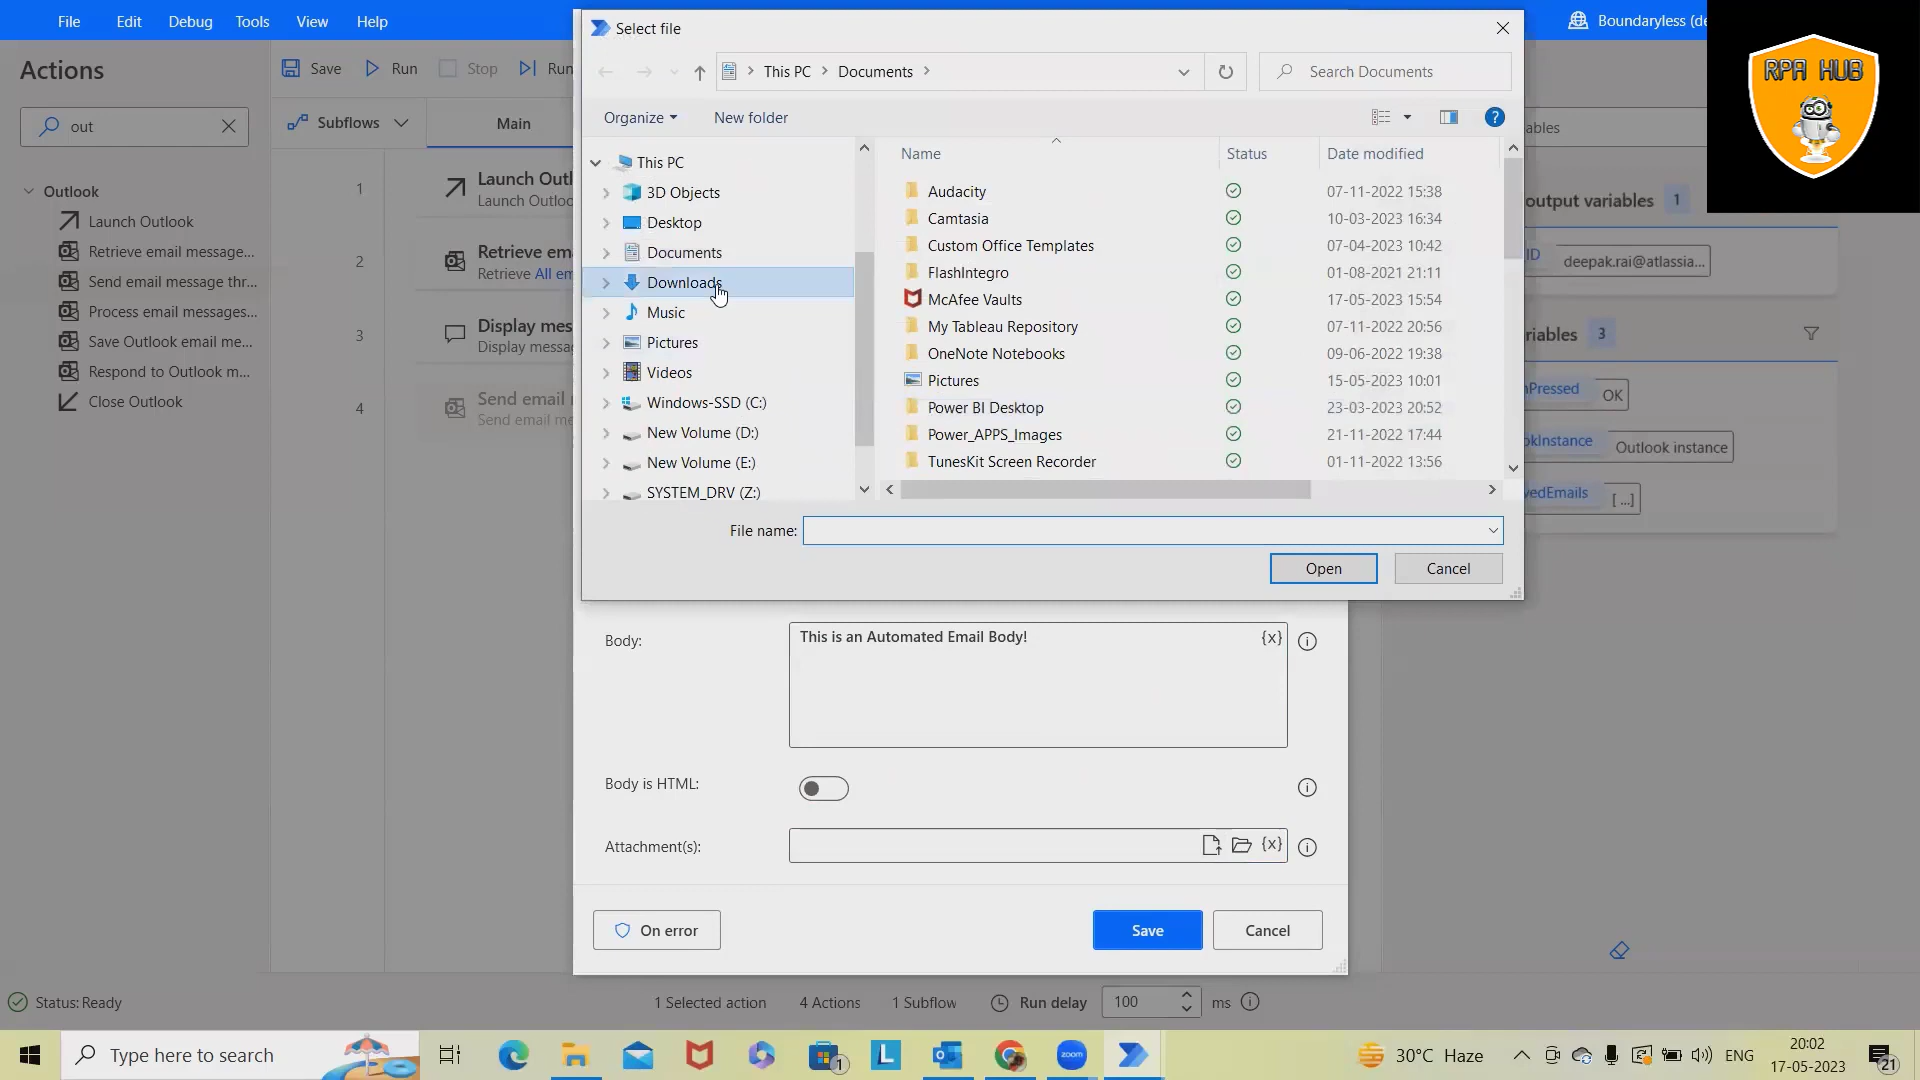 File Edit Debug Tools View Help
Select file
Boundaryless (de
RPA HUB
Actions
Save Run Stop Run
This PC Documents
Search Documents
out
Subflows
Main
Organize
New folder
ables
Outlook
Launch Outlook
Retrieve email message...
Send email message thr...
Process email messages...
Save Outlook email me...
Respond to Outlook m...
Close Outlook
1
Launch Outl
Launch Outloo
2
Retrieve ema
Retrieve All em
3
Display mes
Display messa
4
Send email m
Send email me
This PC
3D Objects
Desktop
Documents
Downloads
Music
Pictures
Videos
Windows-SSD (C:)
New Volume (D:)
New Volume (E:)
SYSTEM_DRV (Z:)
Name Status Date modified
Audacity 07-11-2022 15:38
Camtasia 10-03-2023 16:34
Custom Office Templates 07-04-2023 10:42
FlashIntegro 01-08-2021 21:11
McAfee Vaults 17-05-2023 15:54
My Tableau Repository 07-11-2022 20:56
OneNote Notebooks 09-06-2022 19:38
Pictures 15-05-2023 10:01
Power BI Desktop 23-03-2023 20:52
Power_APPS_Images 21-11-2022 17:44
TunesKit Screen Recorder 01-11-2022 13:56
output variables 1
ID deepak.rai@atlassia...
riables 3
nPressed OK
okInstance Outlook instance
vedEmails [ ...]
File name:
Open
Cancel
Body:
This is an Automated Email Body!
{x}
Body is HTML:
Attachment(s):
{x}
On error
Save
Cancel
Status: Ready
1 Selected action 4 Actions 1 Subflow Run delay 100 ms
Type here to search
1
L
zoom
30°C Haze
ENG
20:02
17-05-2023
21